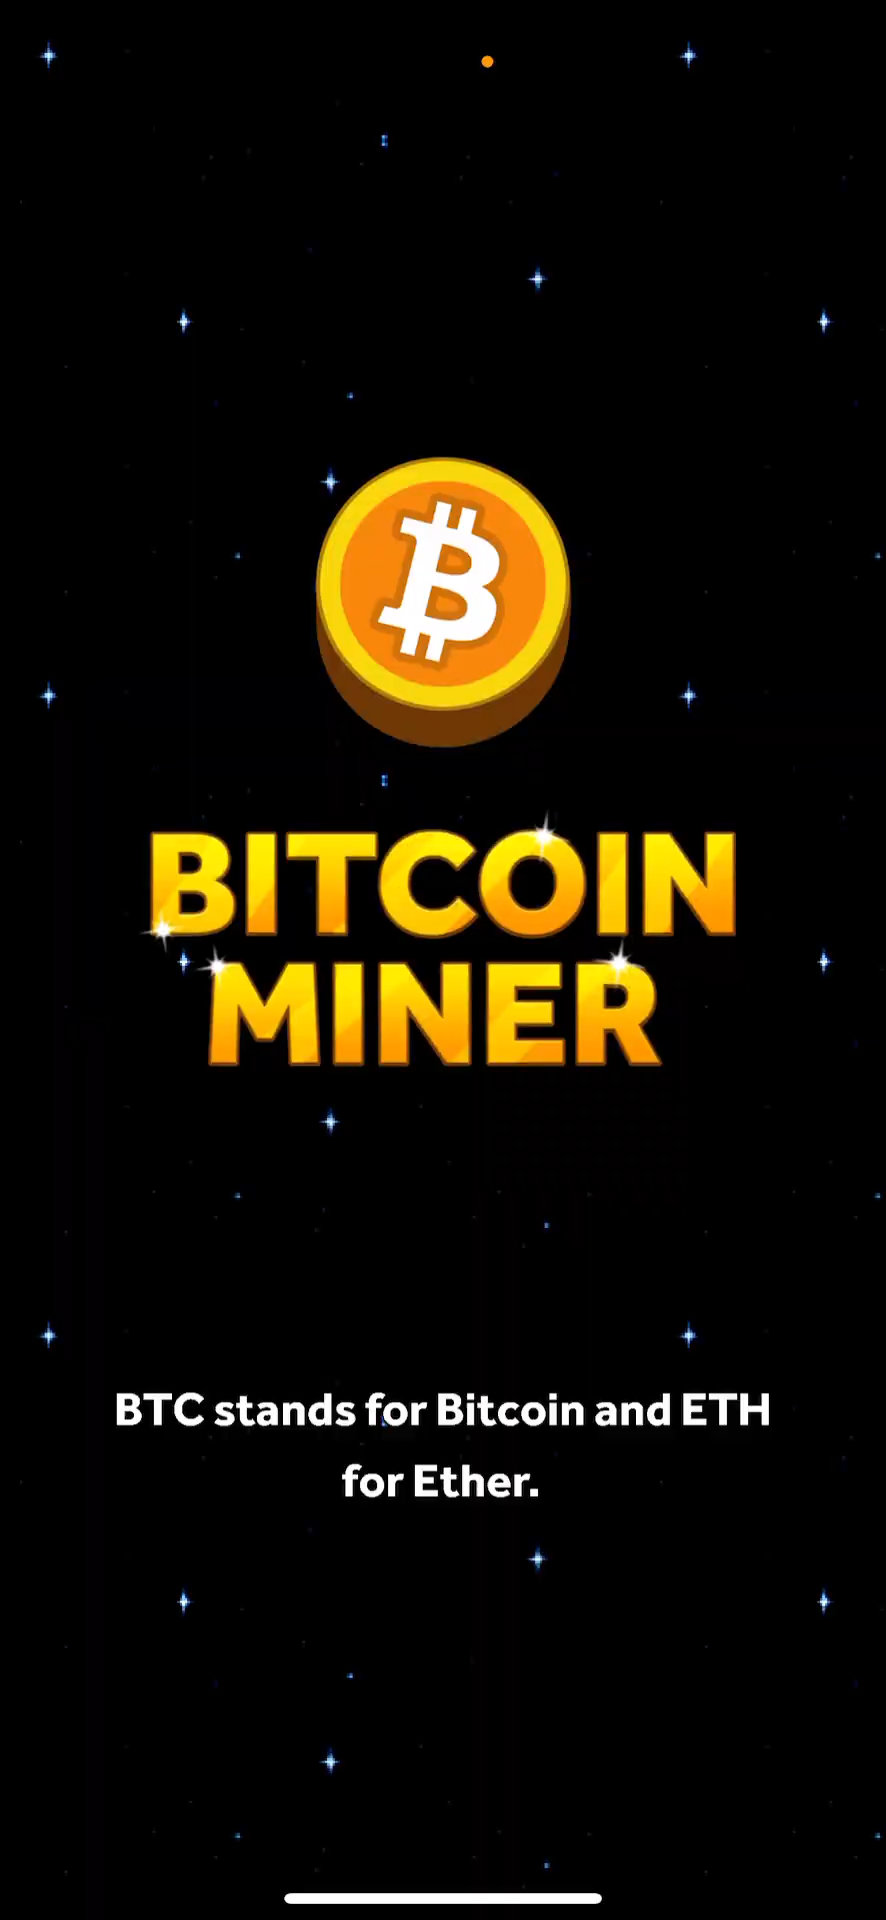 BITCOIN
MINER
BTC stands for Bitcoin and ETH
for Ether.